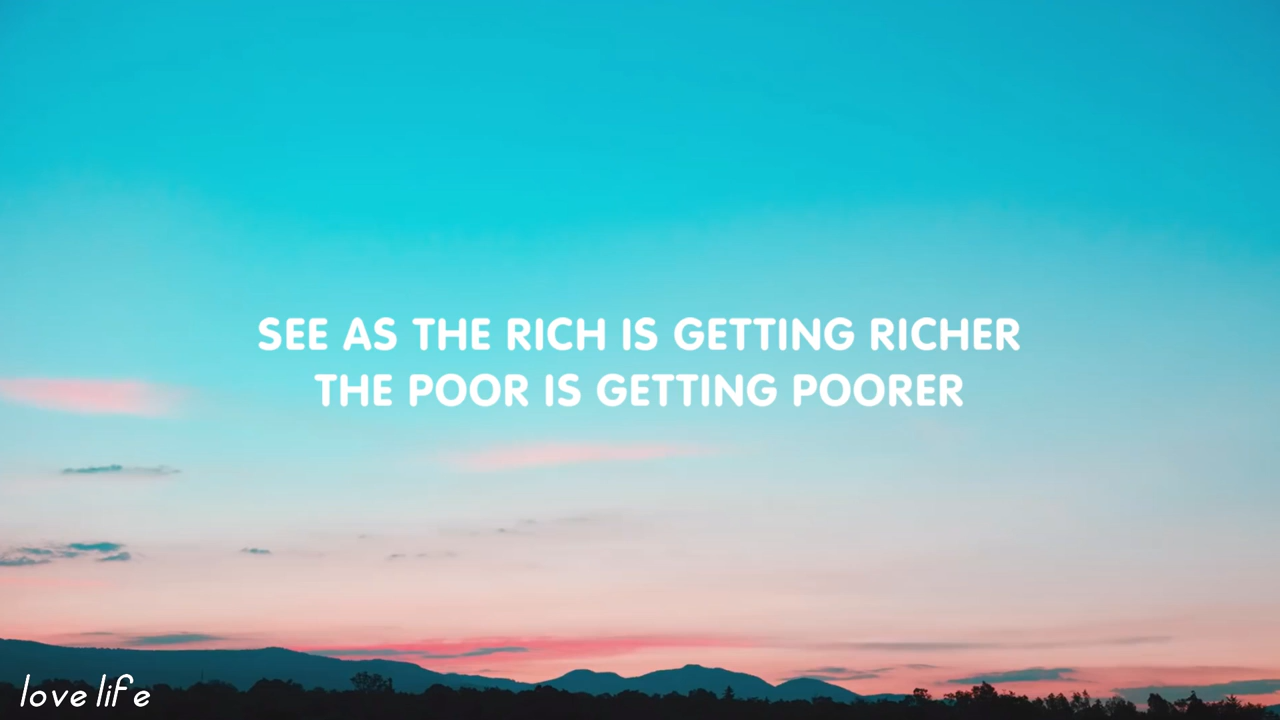 SEE AS THE RICH IS GETTING RICHER
THE POOR IS GETTING POORER
love life